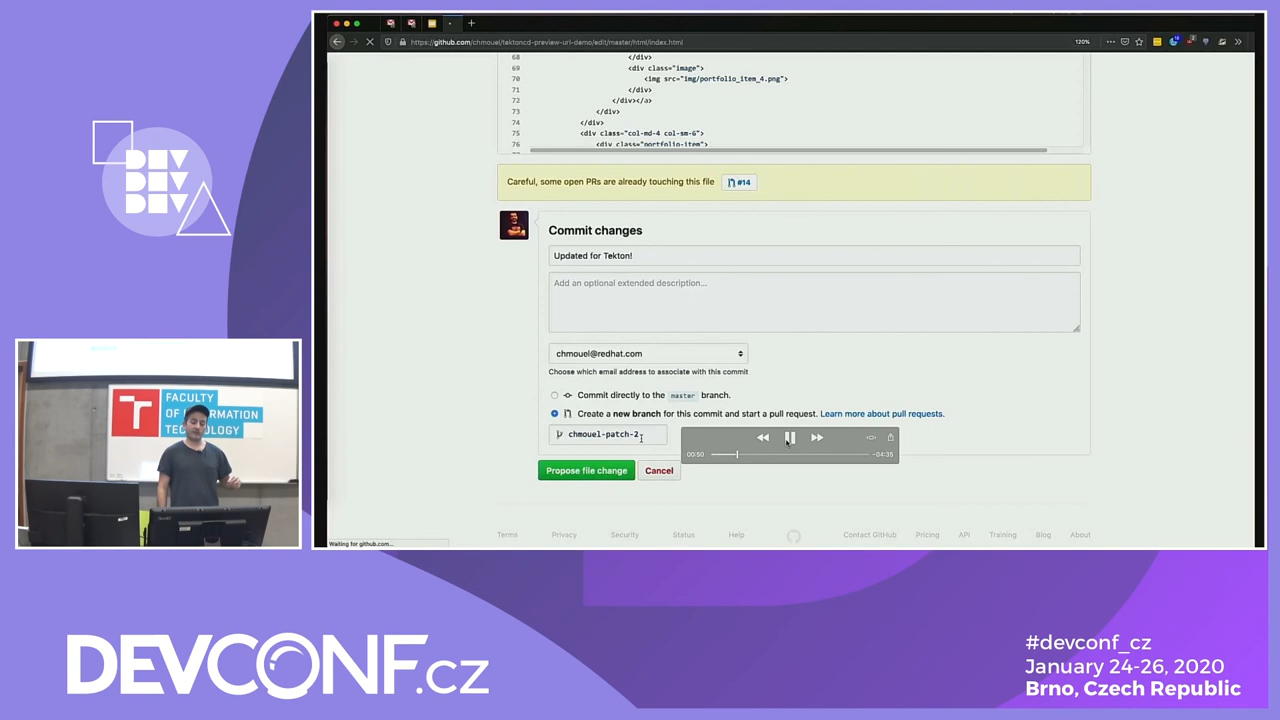 https://github.com/chmouel/tektoncd-preview-url-demo/edit/master/html/index.html
120%
68 </div>
69 <div class="image">
70 <img src="img/portfolio_item_4.png">
71 </div>
72 </div></a>
73 </div>
74 </div>
75 <div class="col-md-4 col-sm-6">
76 <div class="portfolio-item">
Careful, some open PRs are already touching this file #14
Commit changes
Updated for Tekton!
Add an optional extended description...
chmouel@redhat.com
Choose which email address to associate with this commit
Commit directly to the master branch.
Create a new branch for this commit and start a pull request. Learn more about pull requests.
chmouel-patch-2
00:50
-04:35
Propose file change
Cancel
Terms Privacy Security Status Help Contact GitHub Pricing API Training Blog About
Waiting for github.com...
DEV
DEV
DEV
FACULTY
OF INFORMATION
TECHNOLOGY
DEVCONF.cz
#devconf_cz
January 24-26, 2020
Brno, Czech Republic